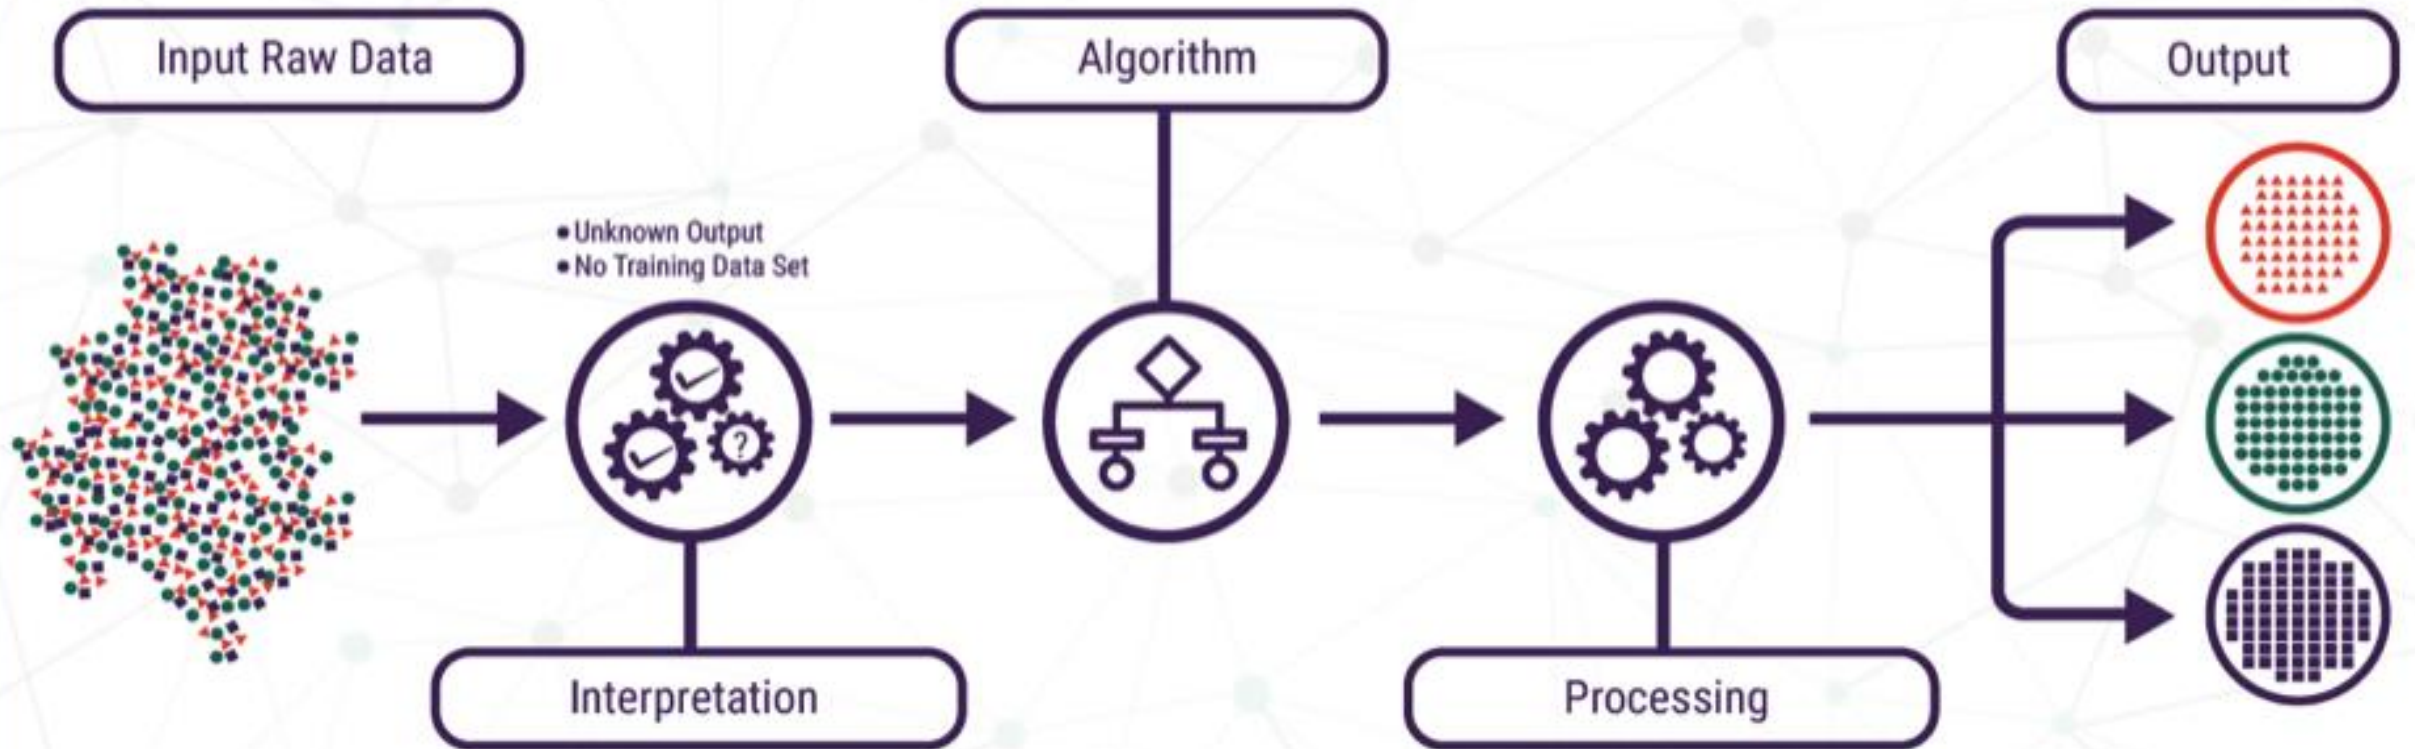 Input Raw Data
Algorithm
Output
• Unknown Output
• No Training Data Set
?
Interpretation
Processing